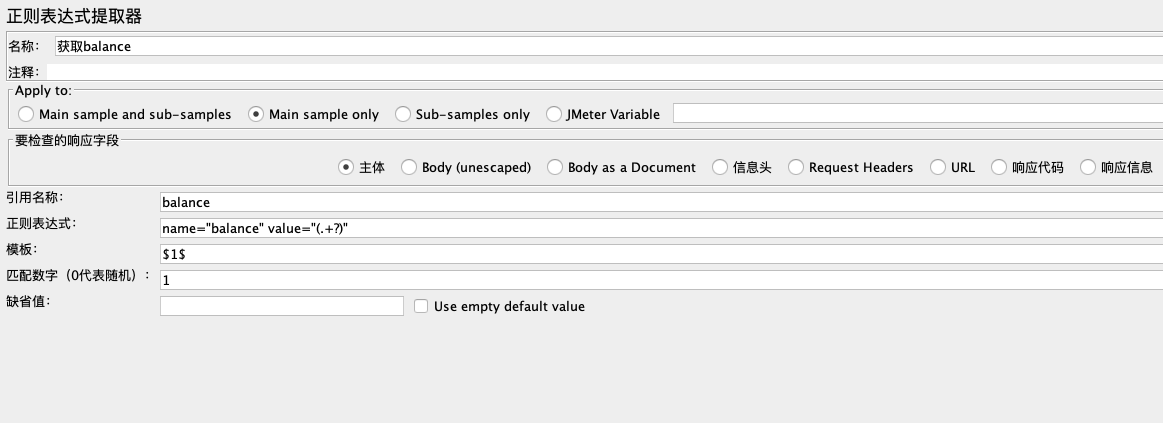 正则表达式提取器
名称： 获取balance
注释：
Apply to:
Main sample and sub-samples Main sample only Sub-samples only JMeter Variable
要检查的响应字段
主体 Body (unescaped) Body as a Document 信息头 Request Headers URL 响应代码 响应信息
引用名称： balance
正则表达式： name="balance" value="(.+?)"
模板： $1$
匹配数字（0代表随机）： 1
缺省值： Use empty default value